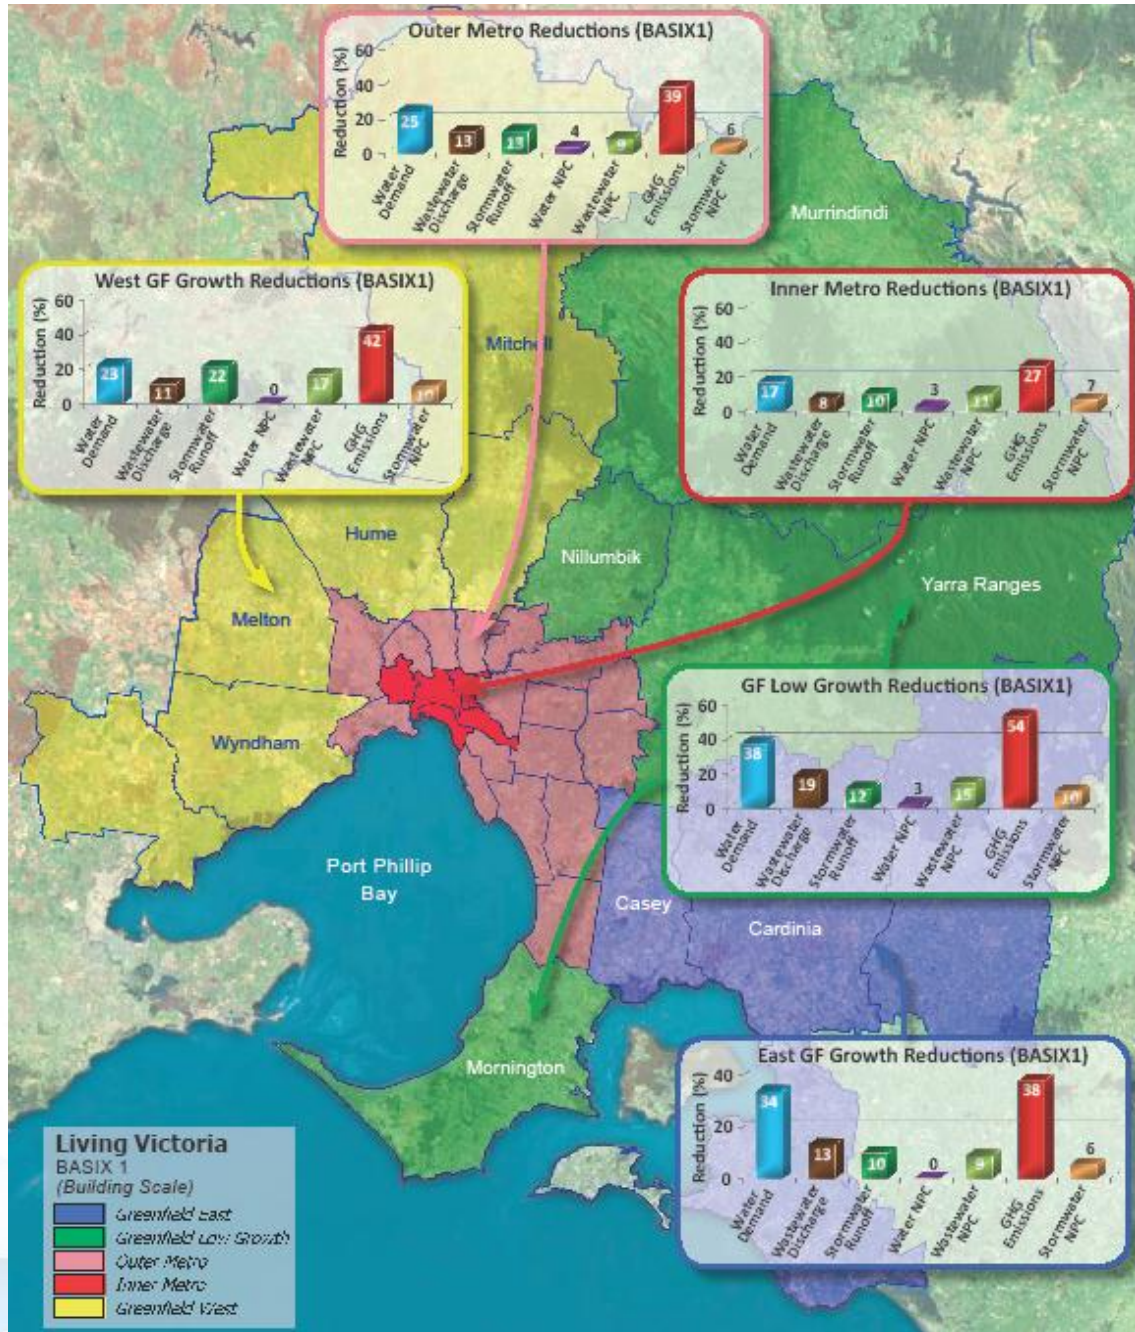 Outer Metro Reductions (BASIX1)
Reduction (%)
60
40
20
0
25
13
13
4
9
39
6
Water Demand
Wastewater Discharge
Stormwater Runoff
Water NPC
Wastewater NPC
GHG Emissions
Stormwater NPC
Murrindindi
West GF Growth Reductions (BASIX1)
Reduction (%)
60
40
20
0
23
11
22
0
17
42
10
Water Demand
Wastewater Discharge
Stormwater Runoff
Water NPC
Wastewater NPC
GHG Emissions
Stormwater NPC
Inner Metro Reductions (BASIX1)
Reduction (%)
60
40
20
0
17
8
10
3
11
27
7
Water Demand
Wastewater Discharge
Stormwater Runoff
Water NPC
Wastewater NPC
GHG Emissions
Stormwater NPC
Mitchell
Hume
Nillumbik
Yarra Ranges
Melton
Wyndham
GF Low Growth Reductions (BASIX1)
Reduction (%)
60
40
20
0
38
19
12
3
15
54
10
Water Demand
Wastewater Discharge
Stormwater Runoff
Water NPC
Wastewater NPC
GHG Emissions
Stormwater NPC
Port Phillip
Bay
Casey
Cardinia
Mornington
East GF Growth Reductions (BASIX1)
Reduction (%)
40
20
0
34
13
10
0
9
38
6
Water Demand
Wastewater Discharge
Stormwater Runoff
Water NPC
Wastewater NPC
GHG Emissions
Stormwater NPC
Living Victoria
BASIX 1
(Building Scale)
Greenfield East
Greenfield Low Growth
Outer Metro
Inner Metro
Greenfield West